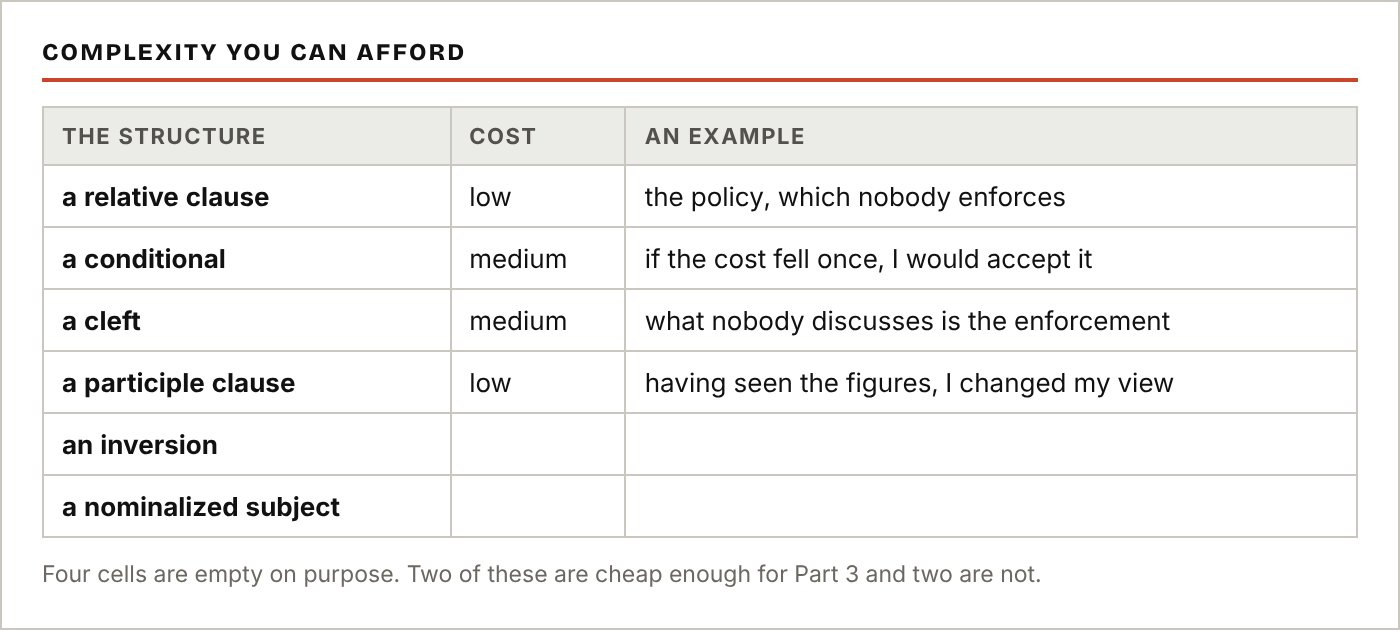 COMPLEXITY YOU CAN AFFORD
THE STRUCTURE COST AN EXAMPLE
a relative clause low the policy, which nobody enforces
a conditional medium if the cost fell once, I would accept it
a cleft medium what nobody discusses is the enforcement
a participle clause low having seen the figures, I changed my view
an inversion
a nominalized subject
Four cells are empty on purpose. Two of these are cheap enough for Part 3 and two are not.